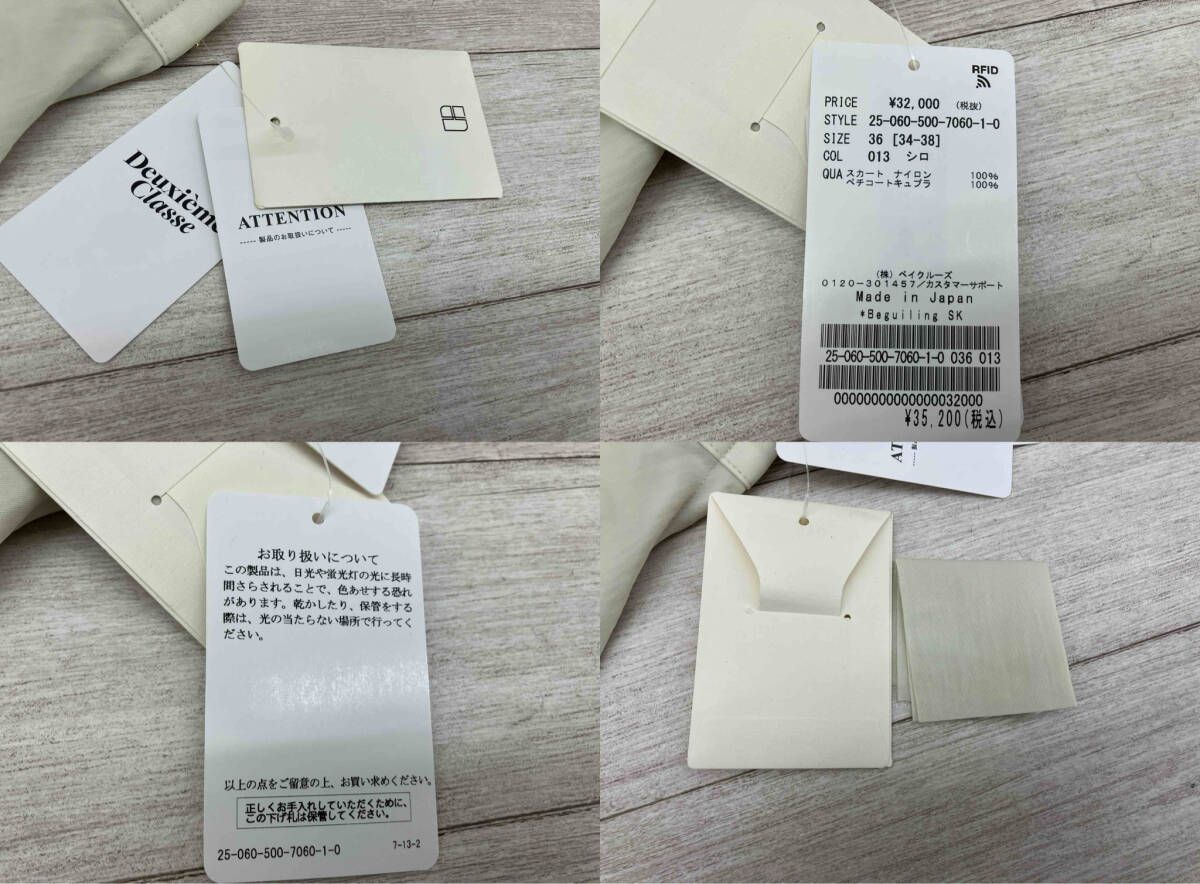 Deuxième
Classe
ATTENTION
----- 製品のお取扱いについて -----
RFID
PRICE ¥32,000 (税抜)
STYLE 25-060-500-7060-1-0
SIZE 36 [34-38]
COL 013 シロ
QUA スカート ナイロン 100%
ペチコートキュプラ 100%
(株) ベイクルーズ
0120-301457/カスタマーサポート
Made in Japan
*Beguiling SK
25-060-500-7060-1-0 036 013
00000000000000032000
¥35,200(税込)
お取り扱いについて
この製品は、日光や蛍光灯の光に長時
間さらされることで、色あせする恐れ
があります。乾かしたり、保管をする
際は、光の当たらない場所で行ってく
ださい。
以上の点をご留意の上、お買い求めください。
正しくお手入れしていただくために、
この下げ札は保管してください。
25-060-500-7060-1-0 7-13-2